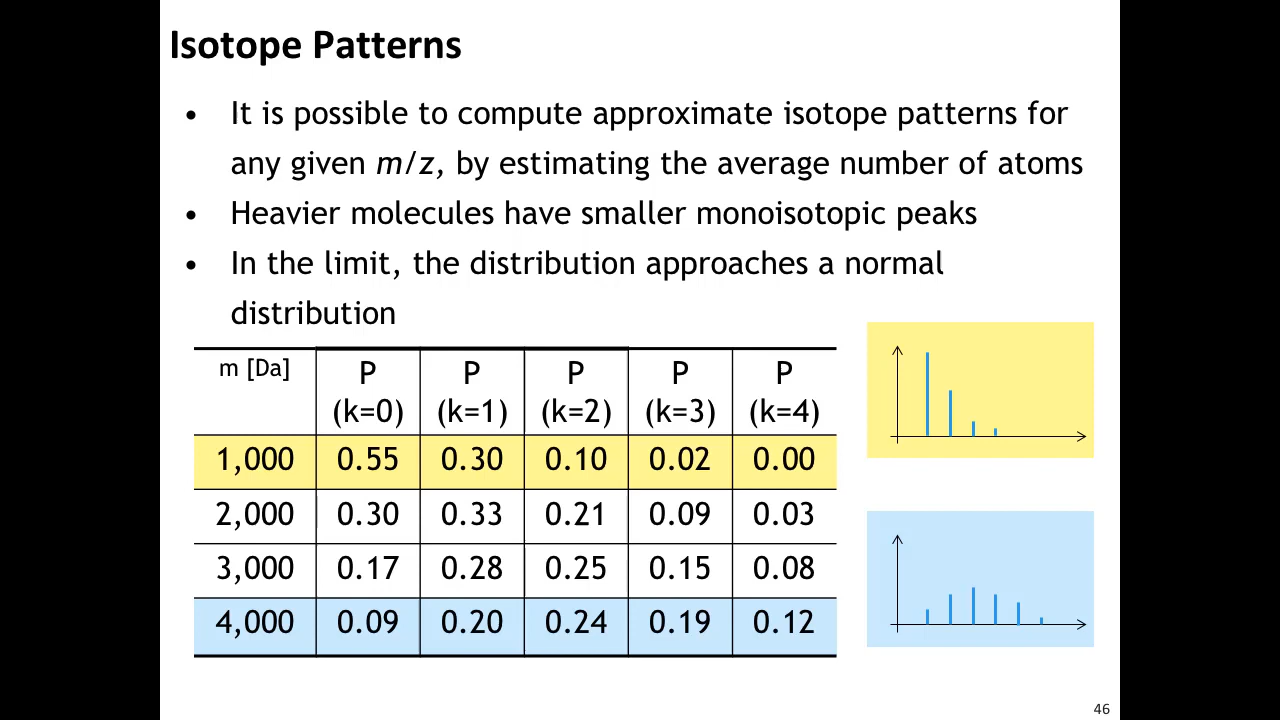 Isotope Patterns
• It is possible to compute approximate isotope patterns for
any given m/z, by estimating the average number of atoms
• Heavier molecules have smaller monoisotopic peaks
• In the limit, the distribution approaches a normal
distribution
m [Da] P P P P P
(k=0) (k=1) (k=2) (k=3) (k=4)
1,000 0.55 0.30 0.10 0.02 0.00
2,000 0.30 0.33 0.21 0.09 0.03
3,000 0.17 0.28 0.25 0.15 0.08
4,000 0.09 0.20 0.24 0.19 0.12
46